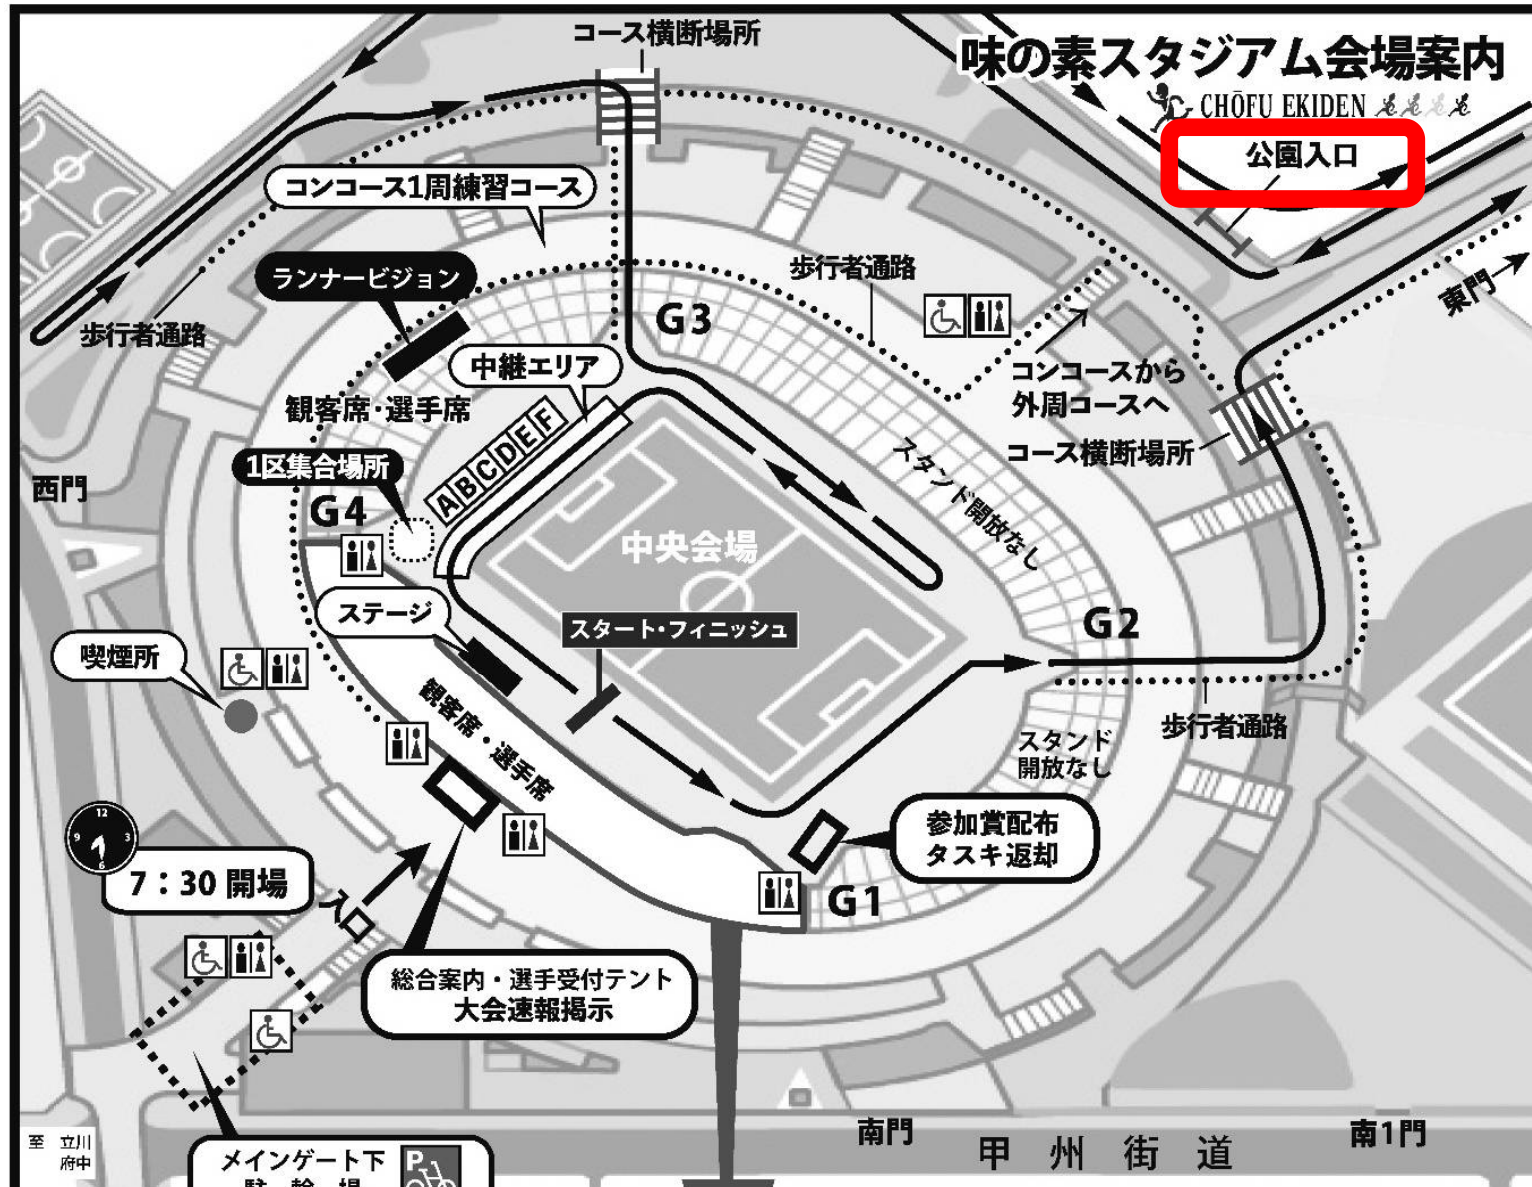 コース横断場所
味の素スタジアム会場案内
CHŌFU EKIDEN
公園入口
コンコース1周練習コース
ランナービジョン
歩行者通路
歩行者通路
東門
G3
中継エリア
コンコースから
外周コースへ
観客席・選手席
コース横断場所
A B C D E F
1区集合場所
スタンド開放なし
西門
G4
中央会場
ステージ
スタート・フィニッシュ
G2
喫煙所
観客席・選手席
歩行者通路
スタンド
開放なし
12
3
6
9
7：30 開場
参加賞配布
タスキ返却
G1
入口
総合案内・選手受付テント
大会速報掲示
南門
南1門
甲州街道
至 立川
府中
メインゲート下
駐輪場
P